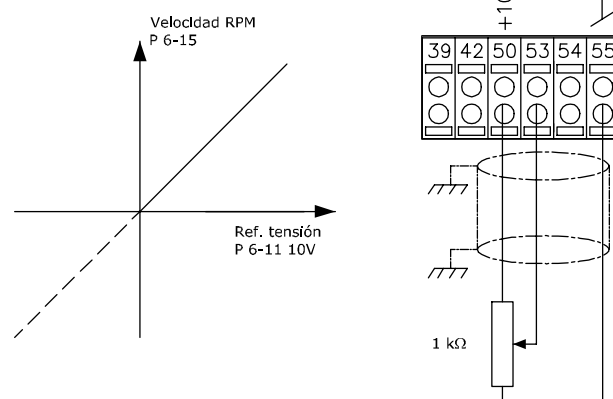 Velocidad RPM
P 6-15
Ref. tensión
P 6-11 10V
39 42 50 53 54 55
1 kΩ